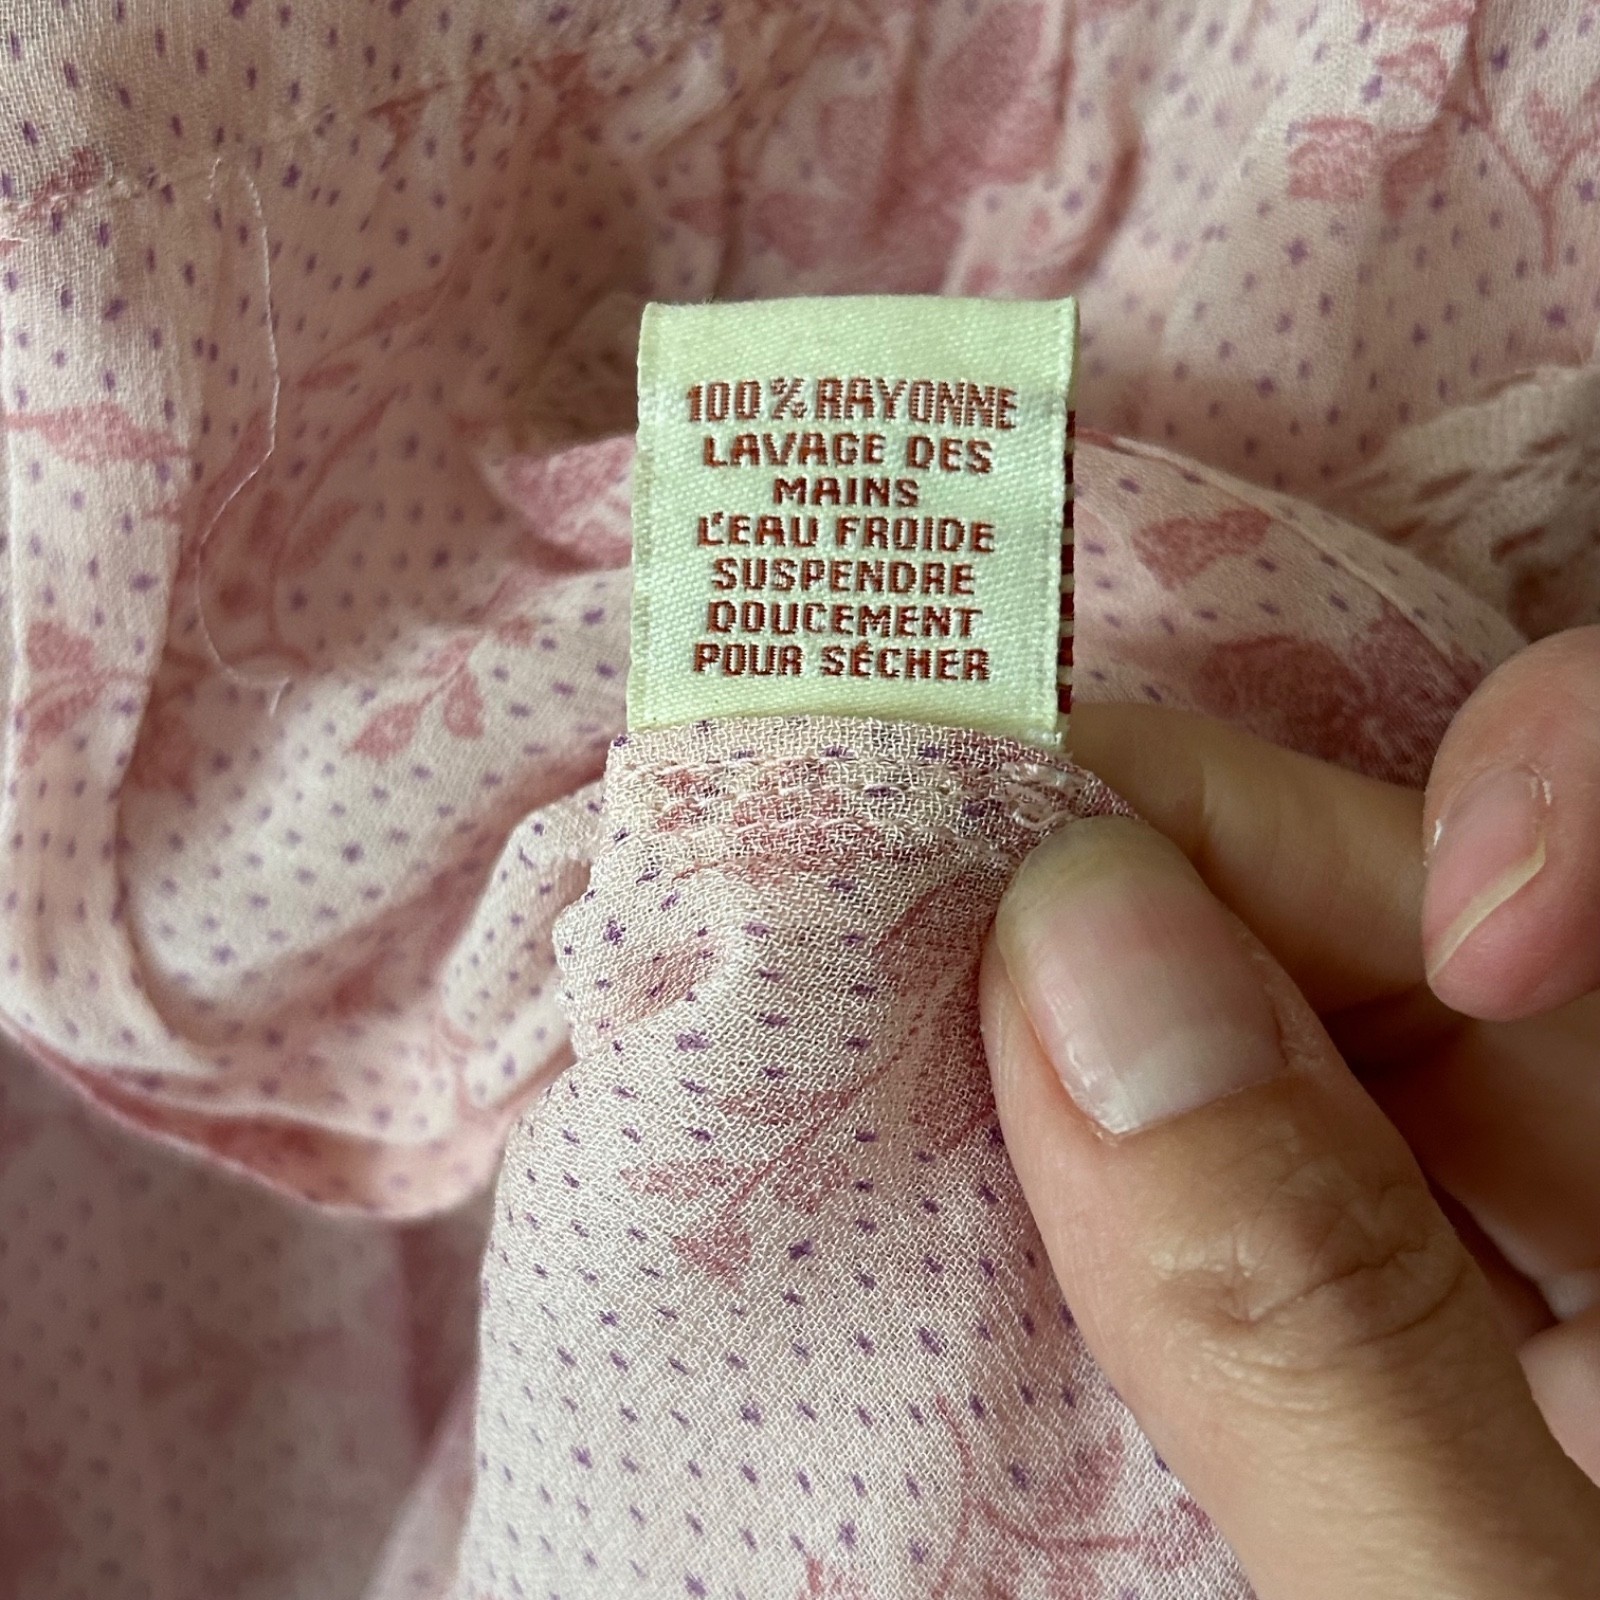 100% RAYONNE
LAVAGE DES
MAINS
L'EAU FROIDE
SUSPENDRE
DOUCEMENT
POUR SÉCHER